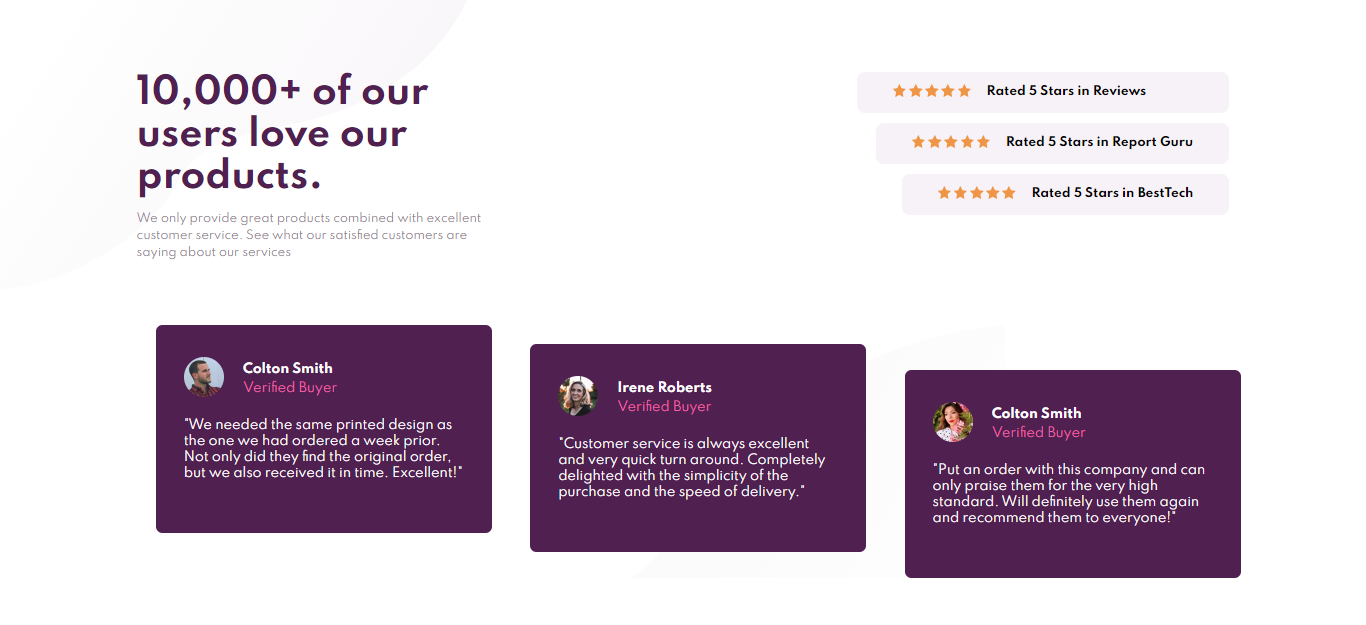 10,000+ of our
users love our
products.
We only provide great products combined with excellent
customer service. See what our satisfied customers are
saying about our services
Rated 5 Stars in Reviews
Rated 5 Stars in Report Guru
Rated 5 Stars in BestTech
Colton Smith
Verified Buyer
"We needed the same printed design as
the one we had ordered a week prior.
Not only did they find the original order,
but we also received it in time. Excellent!"
Irene Roberts
Verified Buyer
"Customer service is always excellent
and very quick turn around. Completely
delighted with the simplicity of the
purchase and the speed of delivery."
Colton Smith
Verified Buyer
"Put an order with this company and can
only praise them for the very high
standard. Will definitely use them again
and recommend them to everyone!"